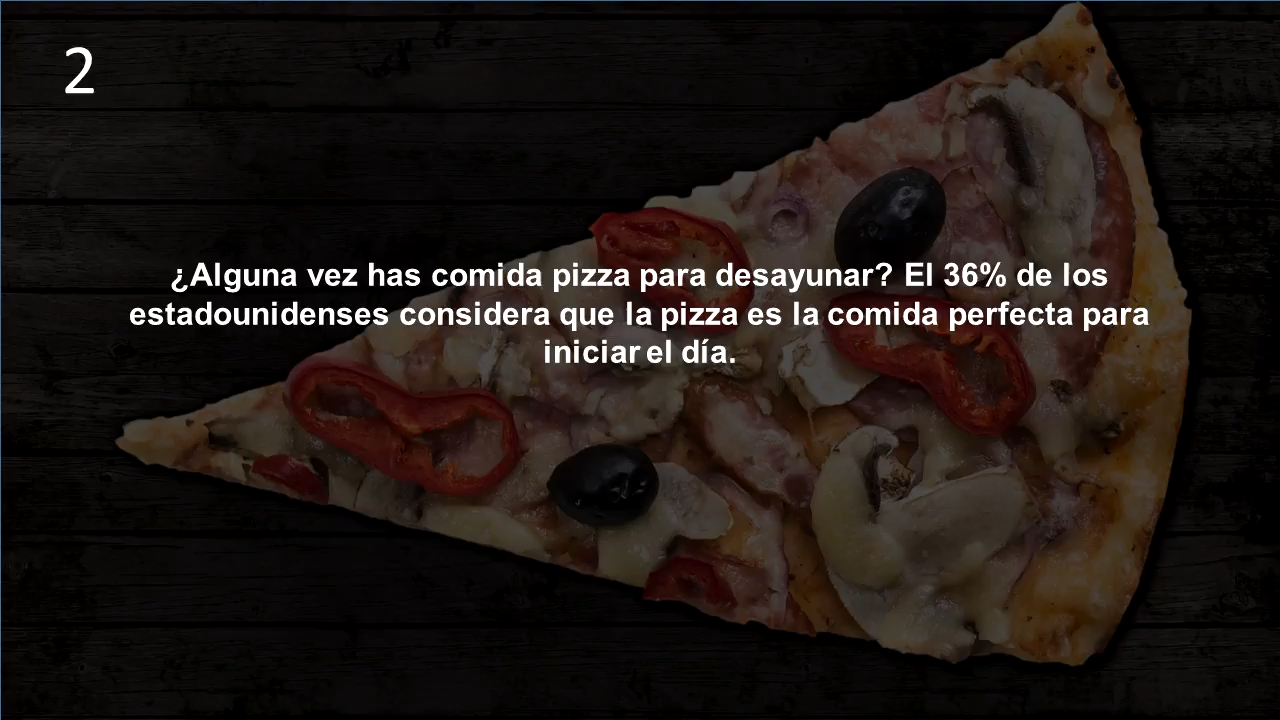 2
¿Alguna vez has comida pizza para desayunar? El 36% de los
estadounidenses considera que la pizza es la comida perfecta para
iniciar el día.